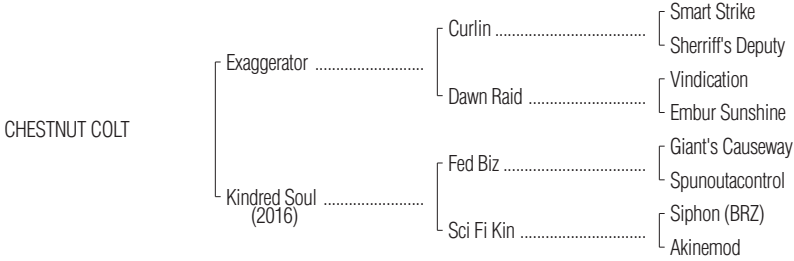 Smart Strike
Curlin ....................................
Sherriff's Deputy
Exaggerator .........................
Vindication
Dawn Raid ............................
Embur Sunshine
CHESTNUT COLT
Giant's Causeway
Fed Biz ..................................
Spunoutacontrol
Kindred Soul .......................
(2016)
Siphon (BRZ)
Sci Fi Kin ...............................
Akinemod